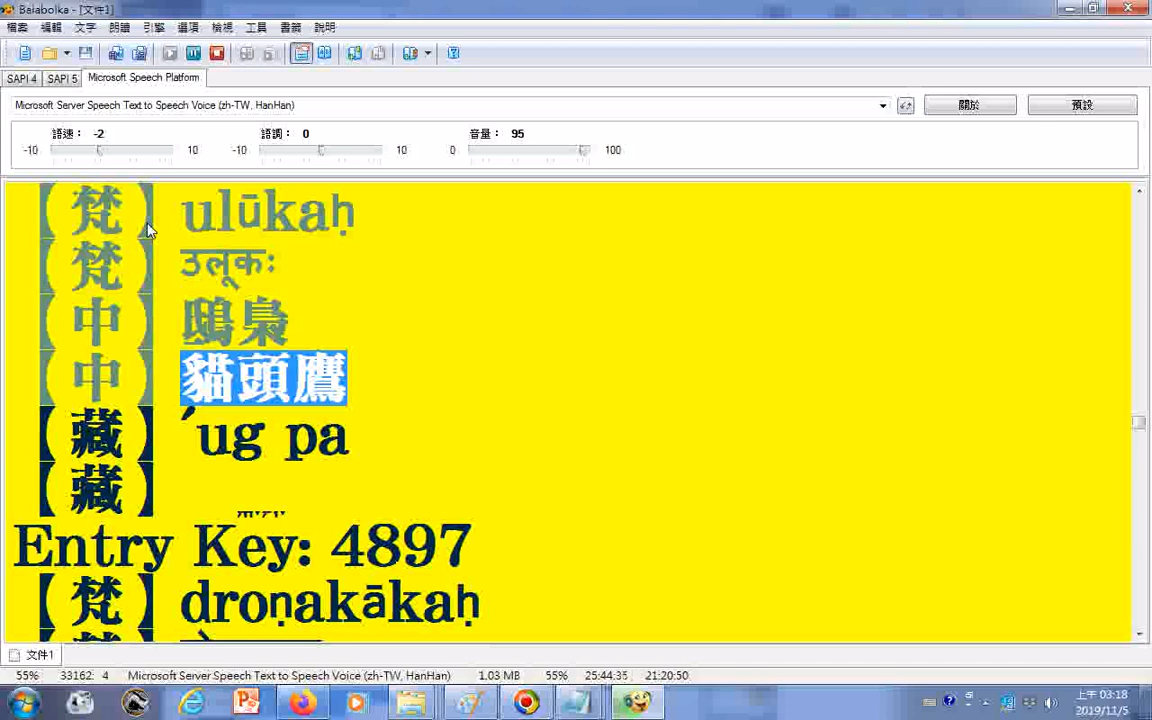 Balabolka - [文件1]
檔案 編輯 文字 朗讀 引擎 選項 檢視 工具 書籤 說明
SAPI 4 SAPI 5 Microsoft Speech Platform
Microsoft Server Speech Text to Speech Voice (zh-TW, HanHan) 關於 預設
語速： -2 語調： 0 音量： 95
-10 10 -10 10 0 100
【梵】 ulūkaḥ
【梵】 उलूकः
【中】 鴟梟
【中】 貓頭鷹
【藏】 ´ug pa
【藏】
Entry Key: 4897
【梵】 droṇakākaḥ
文件1
55% 33162: 4 Microsoft Server Speech Text to Speech Voice (zh-TW, HanHan) 1.03 MB 55% 25:44:35 21:20:50
上午 03:18
2019/11/5